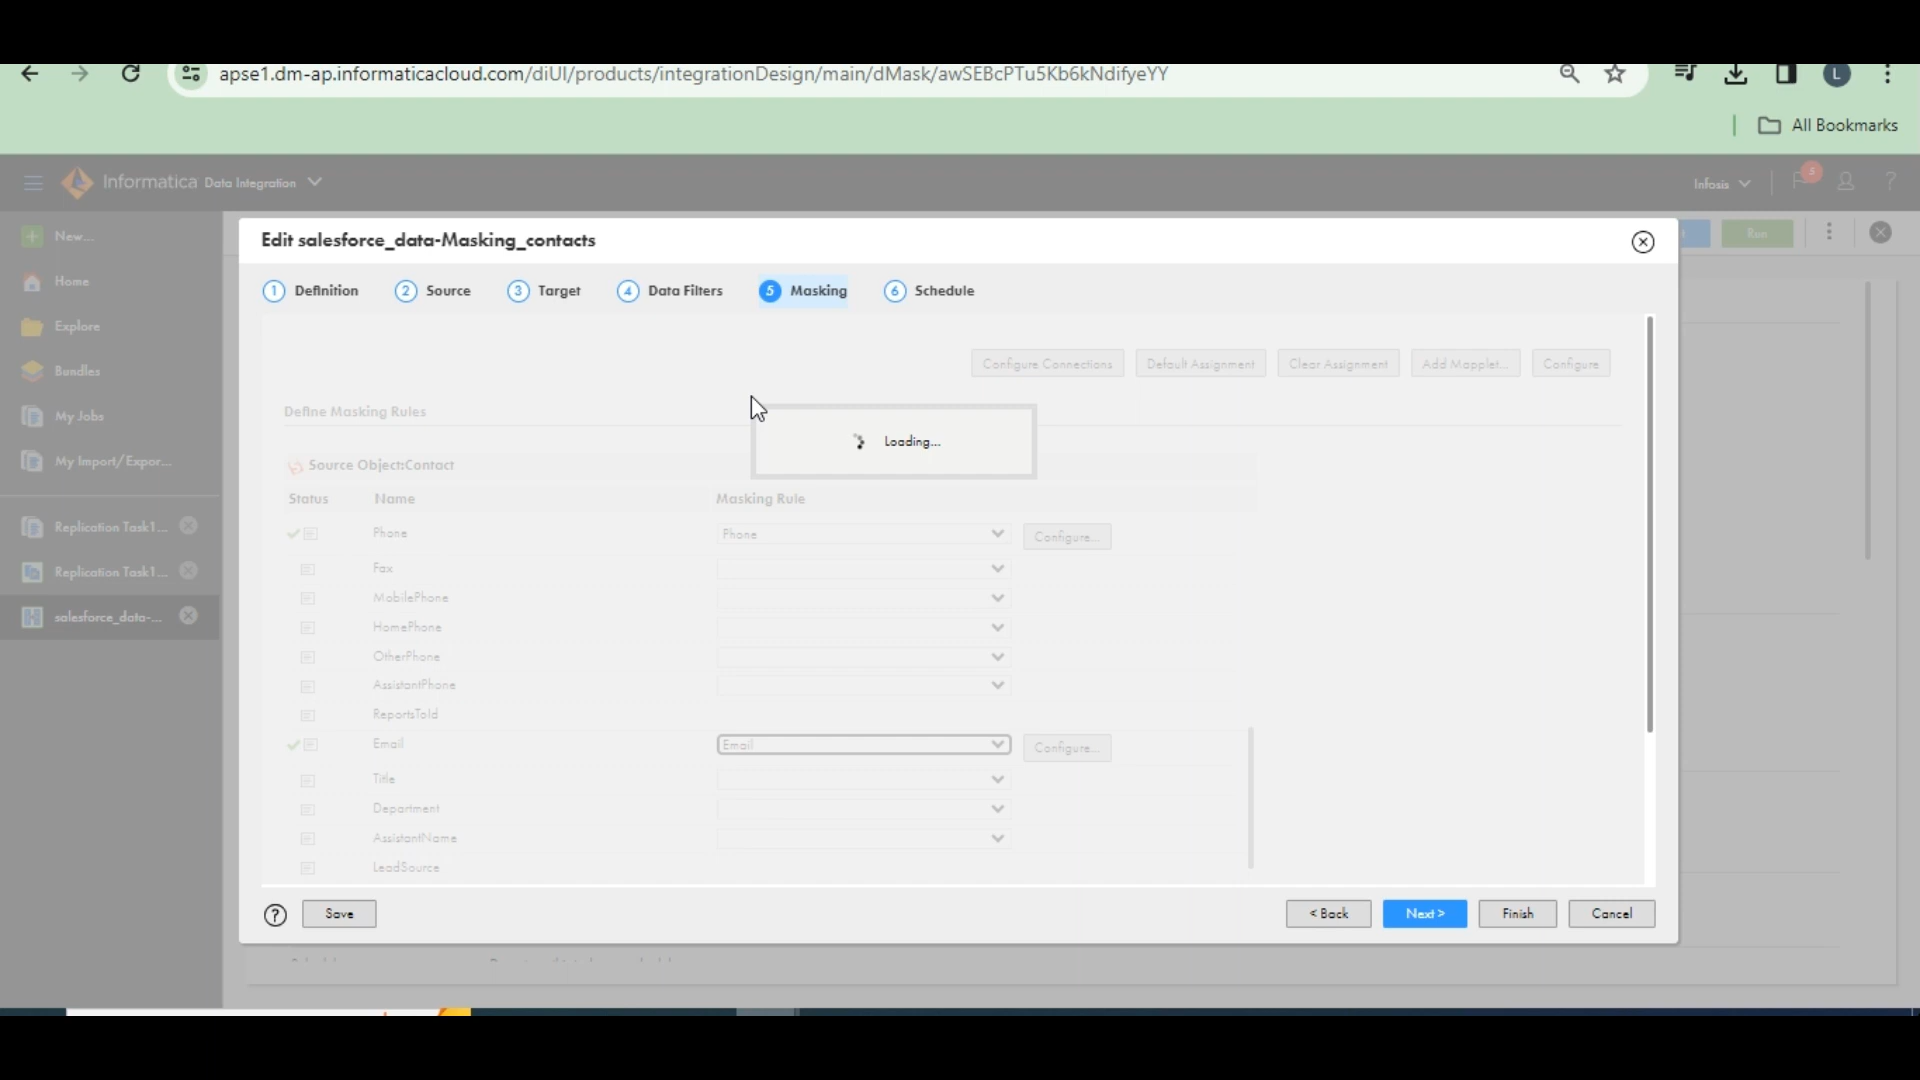 apse1.dm-ap.informaticacloud.com/diUI/products/integrationDesign/main/dMask/awSEBcPTu5Kb6kNdifyeYY
L
All Bookmarks
Informatica Data Integration
Infosis
5
?
New...
Home
Explore
Bundles
My Jobs
My Import/Expor...
Replication Task1...
Replication Task1...
salesforce_data-...
Run
Edit salesforce_data-Masking_contacts
1 Definition 2 Source 3 Target 4 Data Filters 5 Masking 6 Schedule
Configure Connections Default Assignment Clear Assignment Add Mapplet... Configure
Define Masking Rules
Loading...
Source Object:Contact
Status Name Masking Rule
Phone Phone Configure...
Fax
MobilePhone
HomePhone
OtherPhone
AssistantPhone
ReportsToId
Email Email Configure...
Title
Department
AssistantName
LeadSource
? Save < Back Next > Finish Cancel